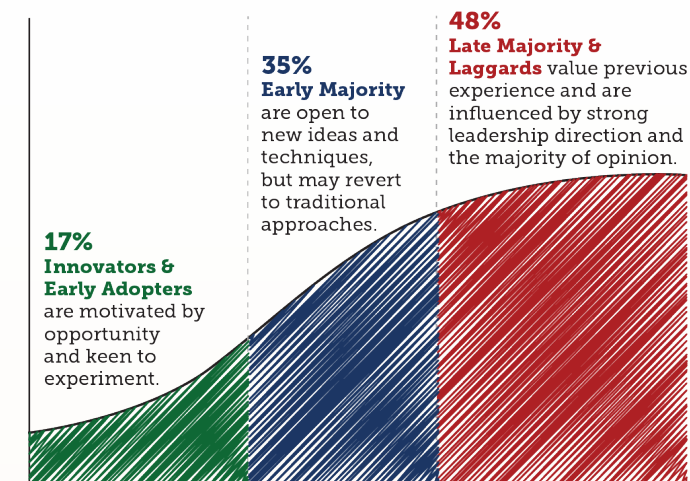 17%
Innovators &
Early Adopters
are motivated by
opportunity
and keen to
experiment.
35%
Early Majority
are open to
new ideas and
techniques,
but may revert
to traditional
approaches.
48%
Late Majority &
Laggards value previous
experience and are
influenced by strong
leadership direction and
the majority of opinion.